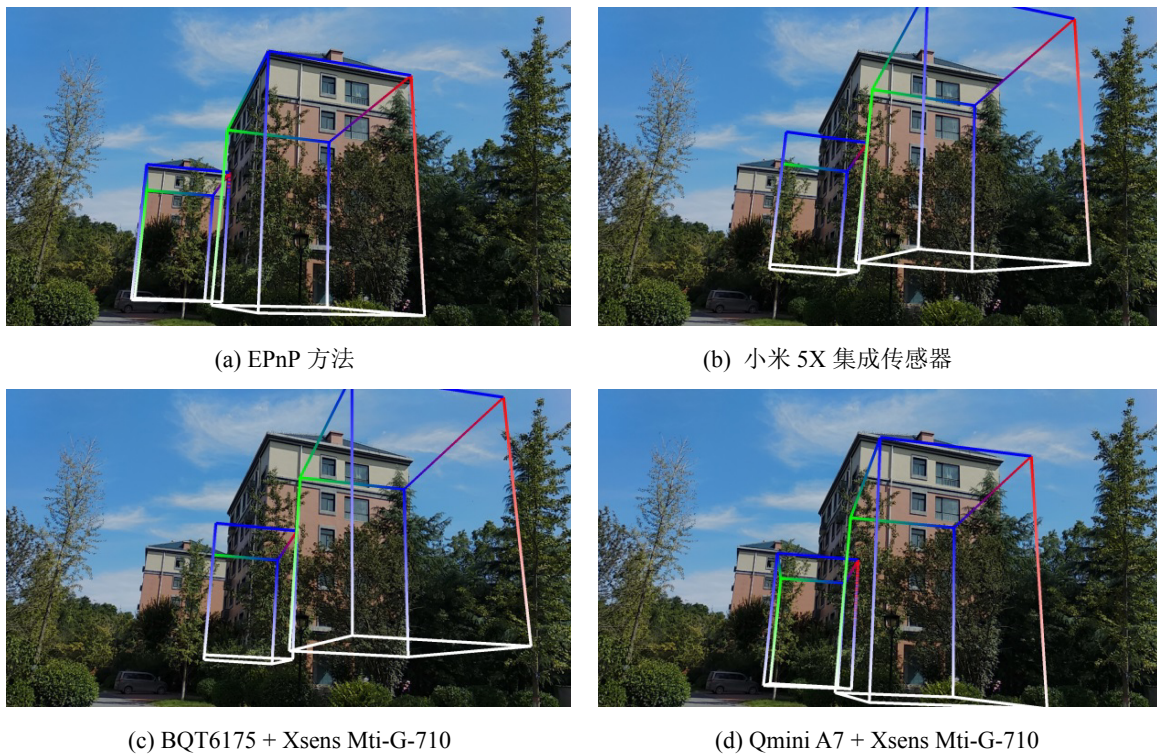 (a) EPnP 方法
(b) 小米 5X 集成传感器
(c) BQT6175 + Xsens Mti-G-710
(d) Qmini A7 + Xsens Mti-G-710